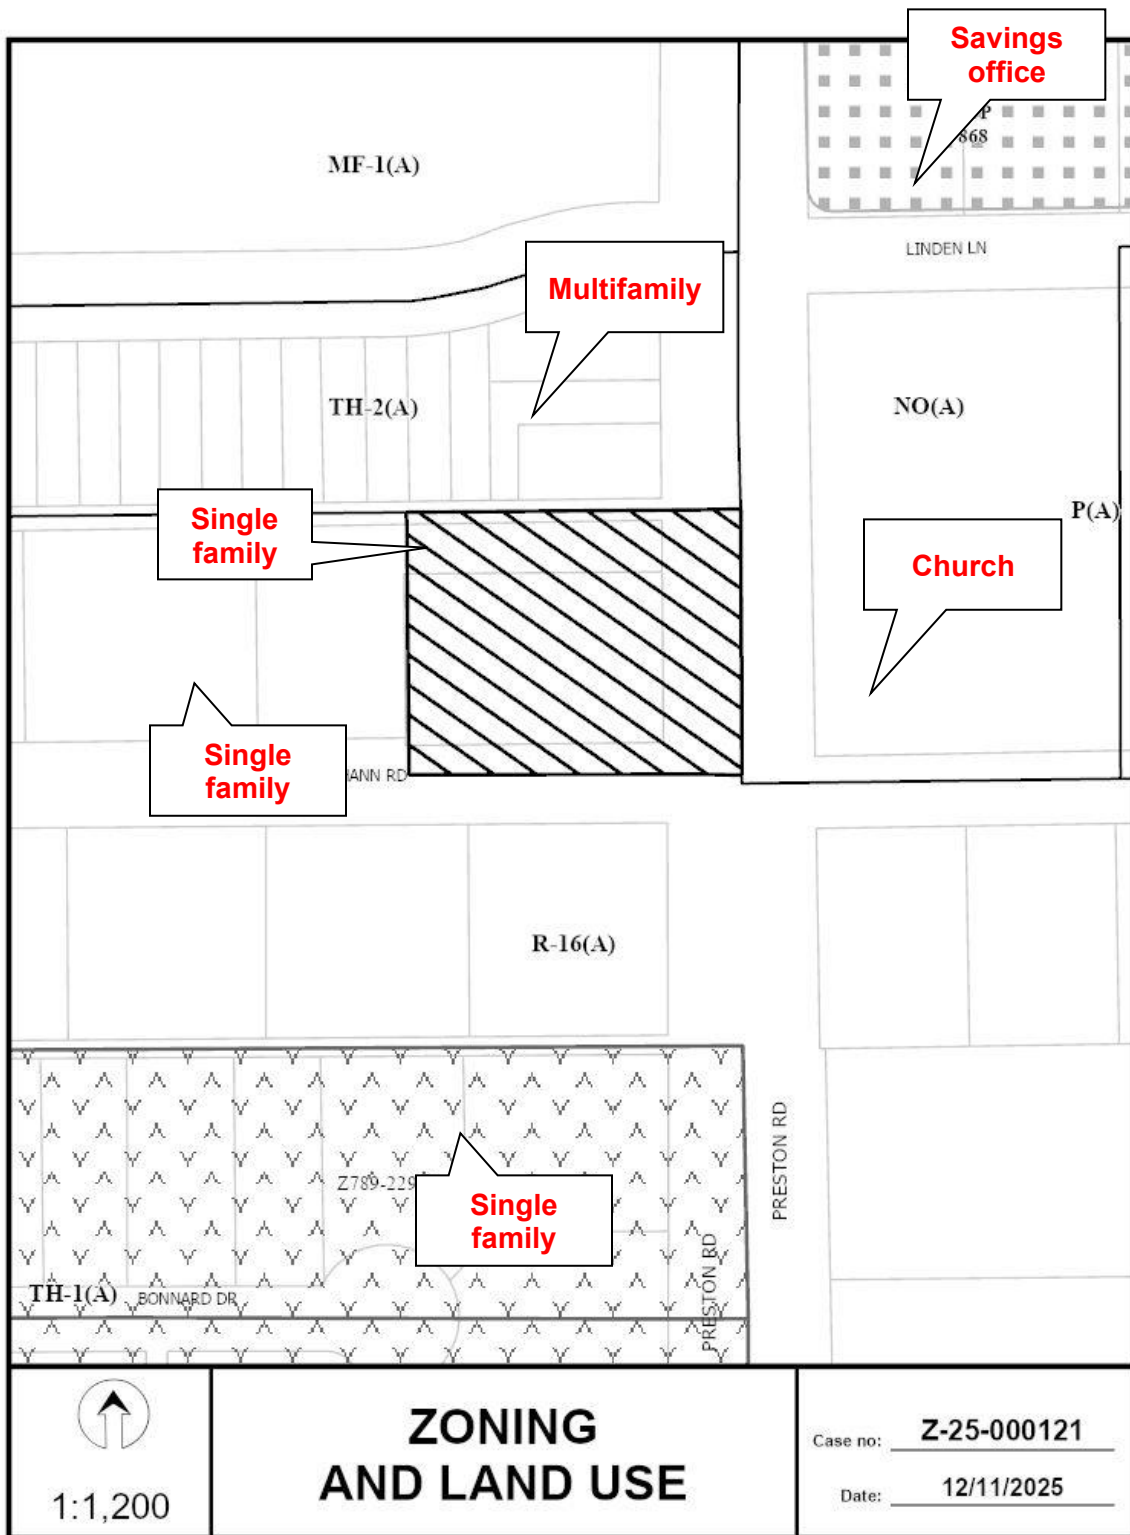 Savings
office
P
868
MF-1(A)
LINDEN LN
Multifamily
TH-2(A)
NO(A)
Single
family
P(A)
Church
Single
family
HANN RD
R-16(A)
PRESTON RD
Z789-229
Single
family
PRESTON RD
TH-1(A)
BONNARD DR
1:1,200
ZONING
AND LAND USE
Case no: Z-25-000121
Date: 12/11/2025